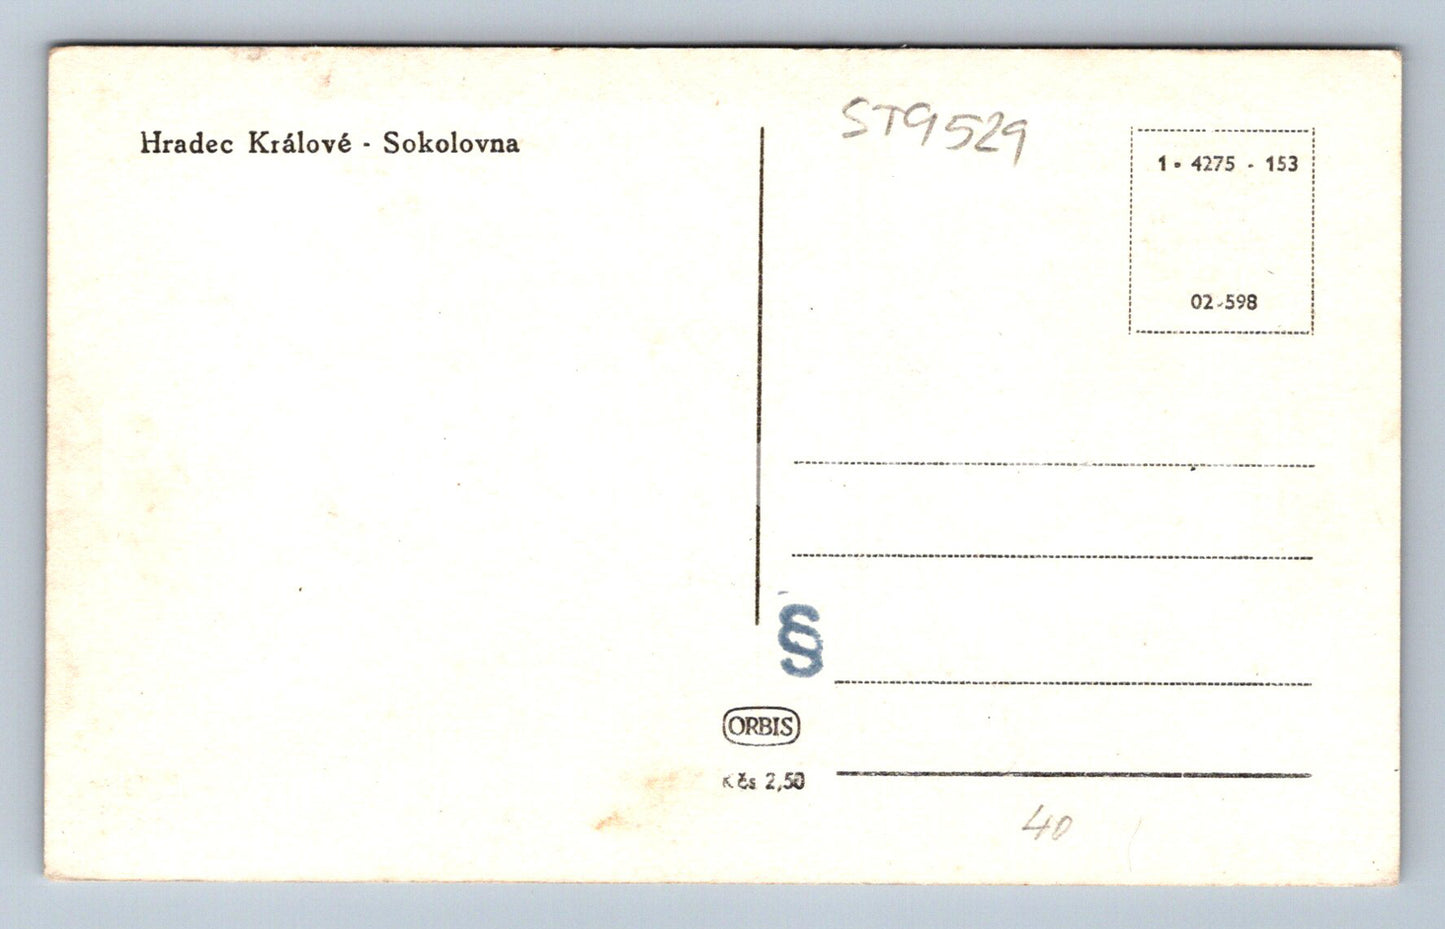 Hradec Králové - Sokolovna
ST9529
1 - 4275 - 153
02-598
§
ORBIS
Kčs 2,50
40